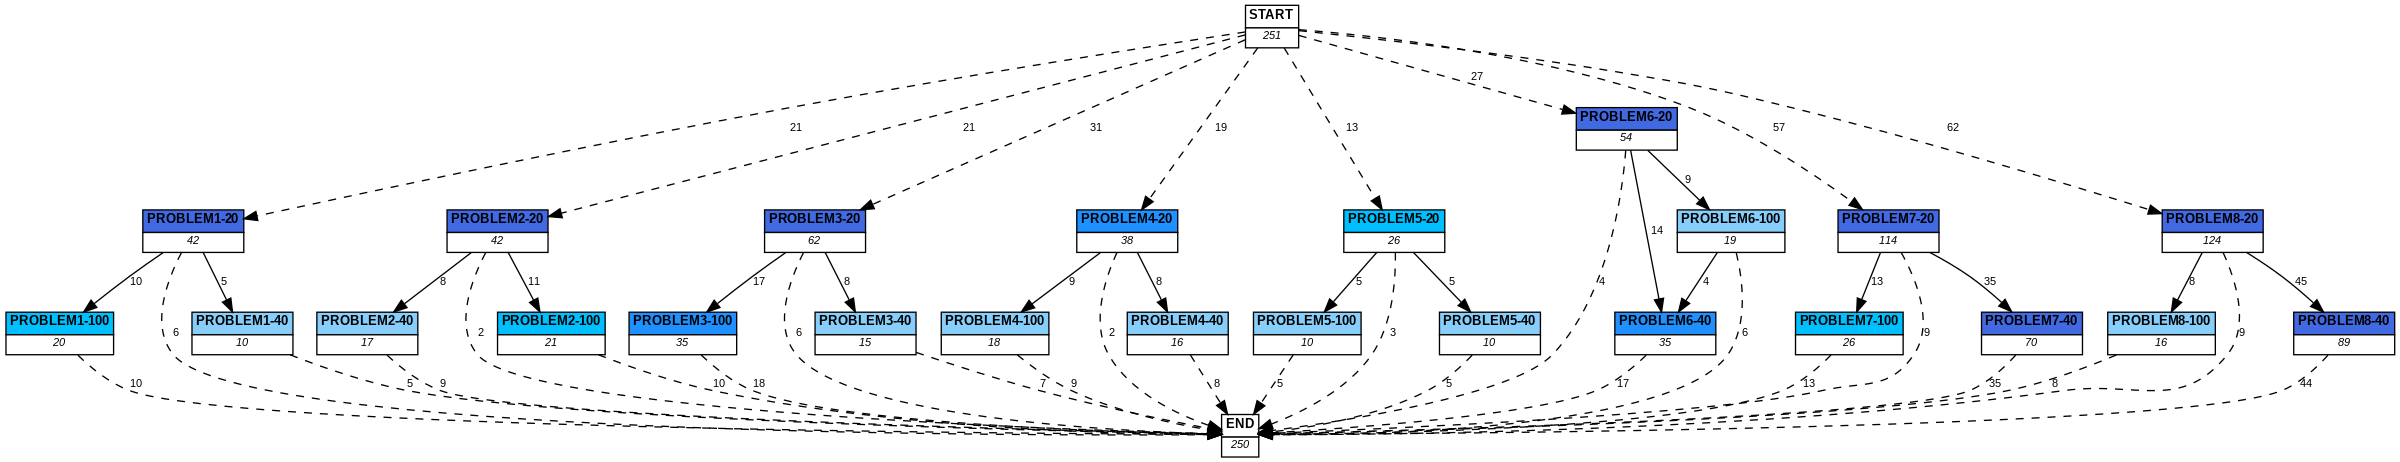 START
251
27
21
21
31
19
13
57
62
PROBLEM6-20
54
9
14
4
PROBLEM1-20
42
PROBLEM2-20
42
PROBLEM3-20
62
PROBLEM4-20
38
PROBLEM5-20
26
PROBLEM6-100
19
PROBLEM7-20
114
PROBLEM8-20
124
10
5
8
11
17
8
9
8
5
5
4
13
35
8
45
6
2
6
2
3
6
9
9
PROBLEM1-100
20
PROBLEM1-40
10
PROBLEM2-40
17
PROBLEM2-100
21
PROBLEM3-100
35
PROBLEM3-40
15
PROBLEM4-100
18
PROBLEM4-40
16
PROBLEM5-100
10
PROBLEM5-40
10
PROBLEM6-40
35
PROBLEM7-100
26
PROBLEM7-40
70
PROBLEM8-100
16
PROBLEM8-40
89
10
5
9
10
18
7
9
8
5
5
17
13
35
8
44
END
250